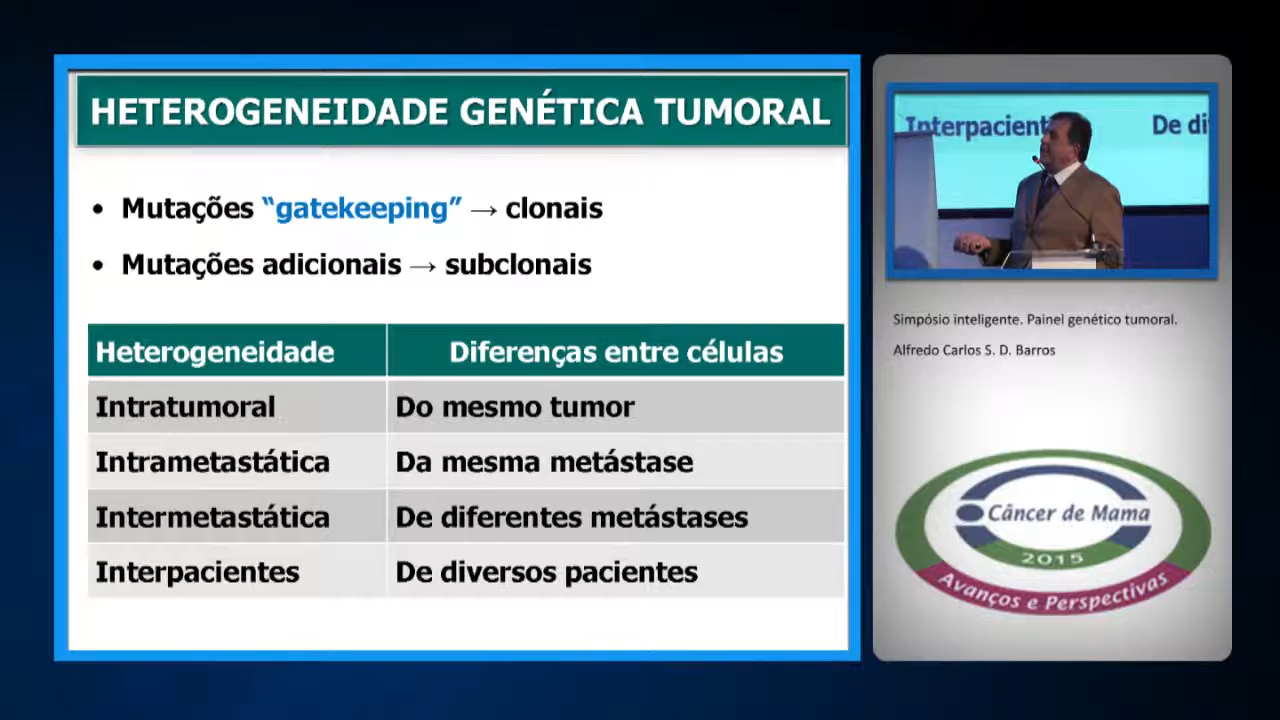 HETEROGENEIDADE GENÉTICA TUMORAL
• Mutações “gatekeeping” → clonais
• Mutações adicionais → subclonais
Heterogeneidade Diferenças entre células
Intratumoral Do mesmo tumor
Intrametastática Da mesma metástase
Intermetastática De diferentes metástases
Interpacientes De diversos pacientes
Interpacient De di
Simpósio inteligente. Painel genético tumoral.
Alfredo Carlos S. D. Barros
Câncer de Mama
2015
Avanços e Perspectivas